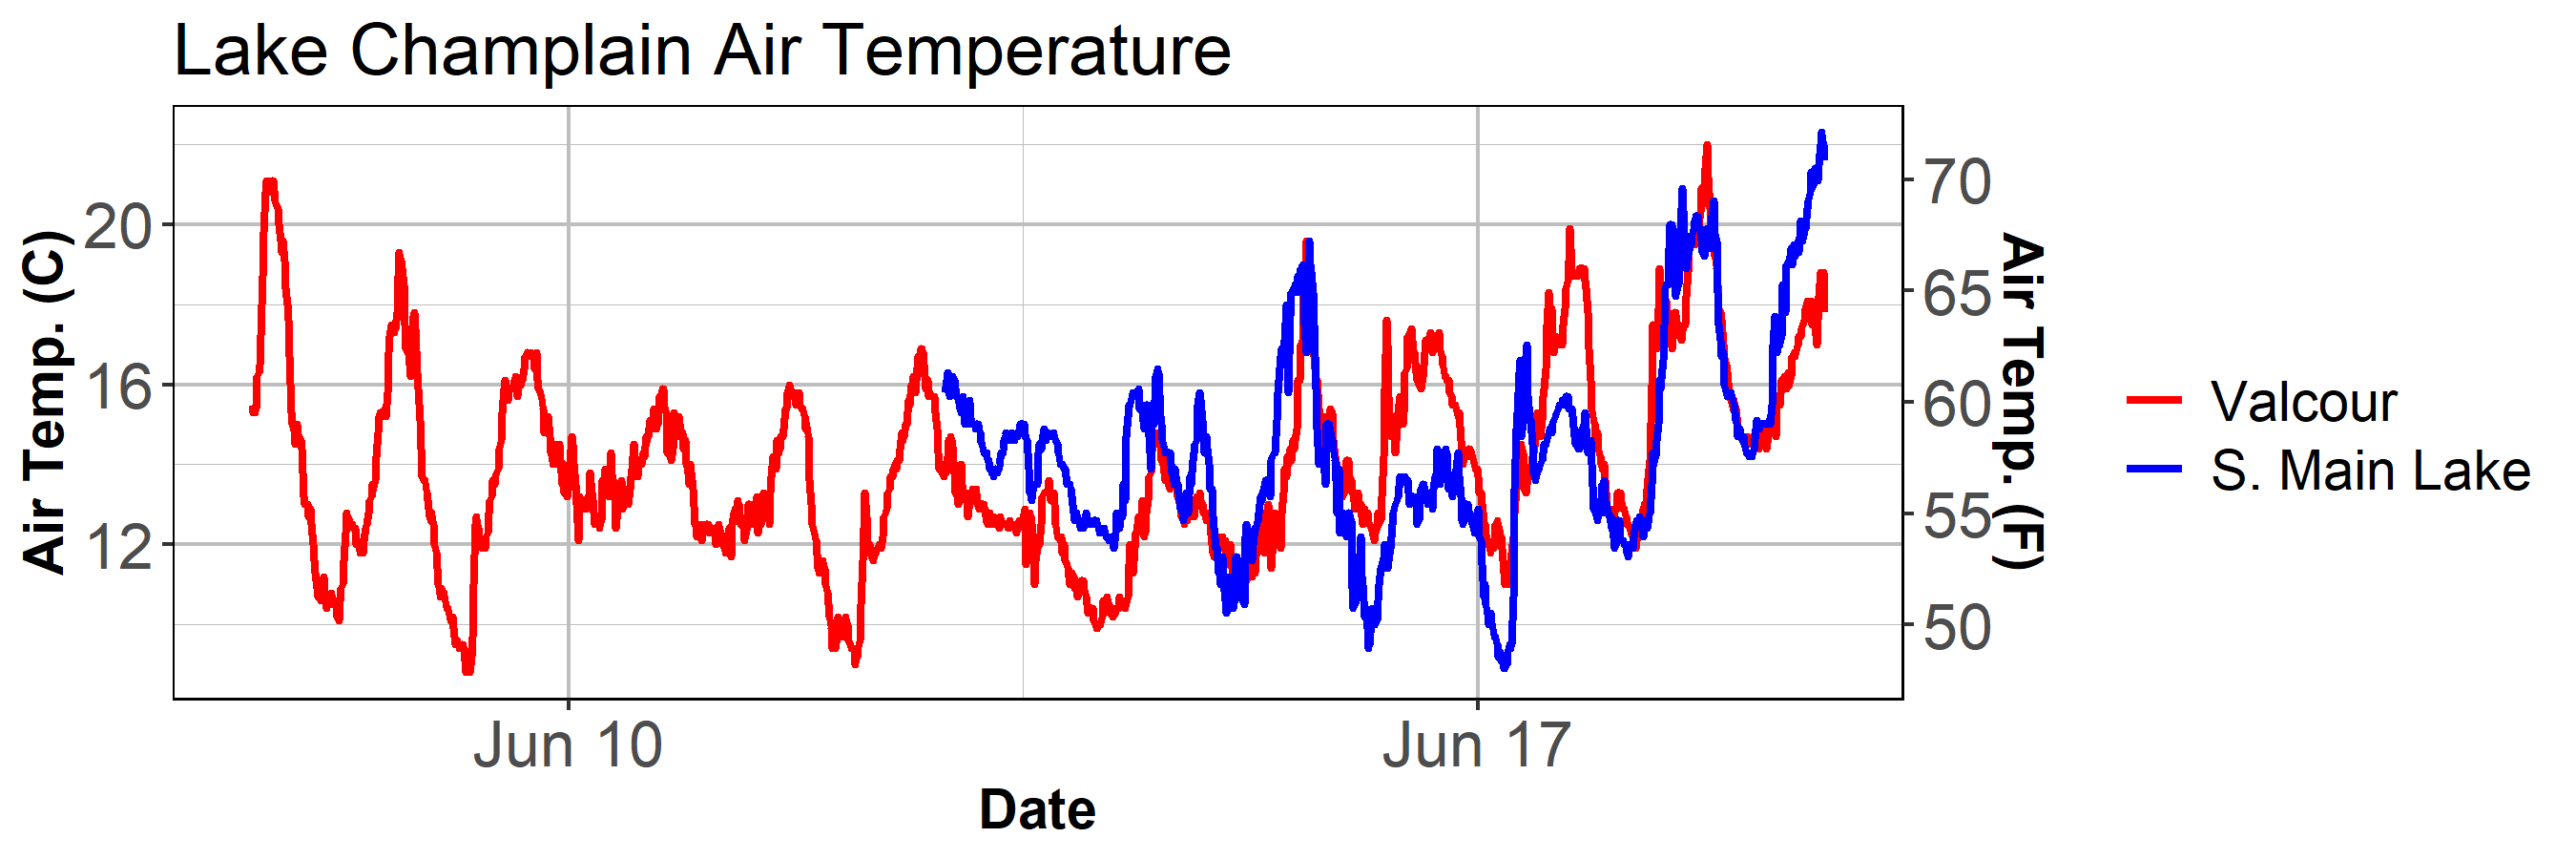 Lake Champlain Air Temperature
Air Temp. (C)
20
16
12
70
65
60
55
50
Air Temp. (F)
Jun 10
Jun 17
Date
Valcour
S. Main Lake